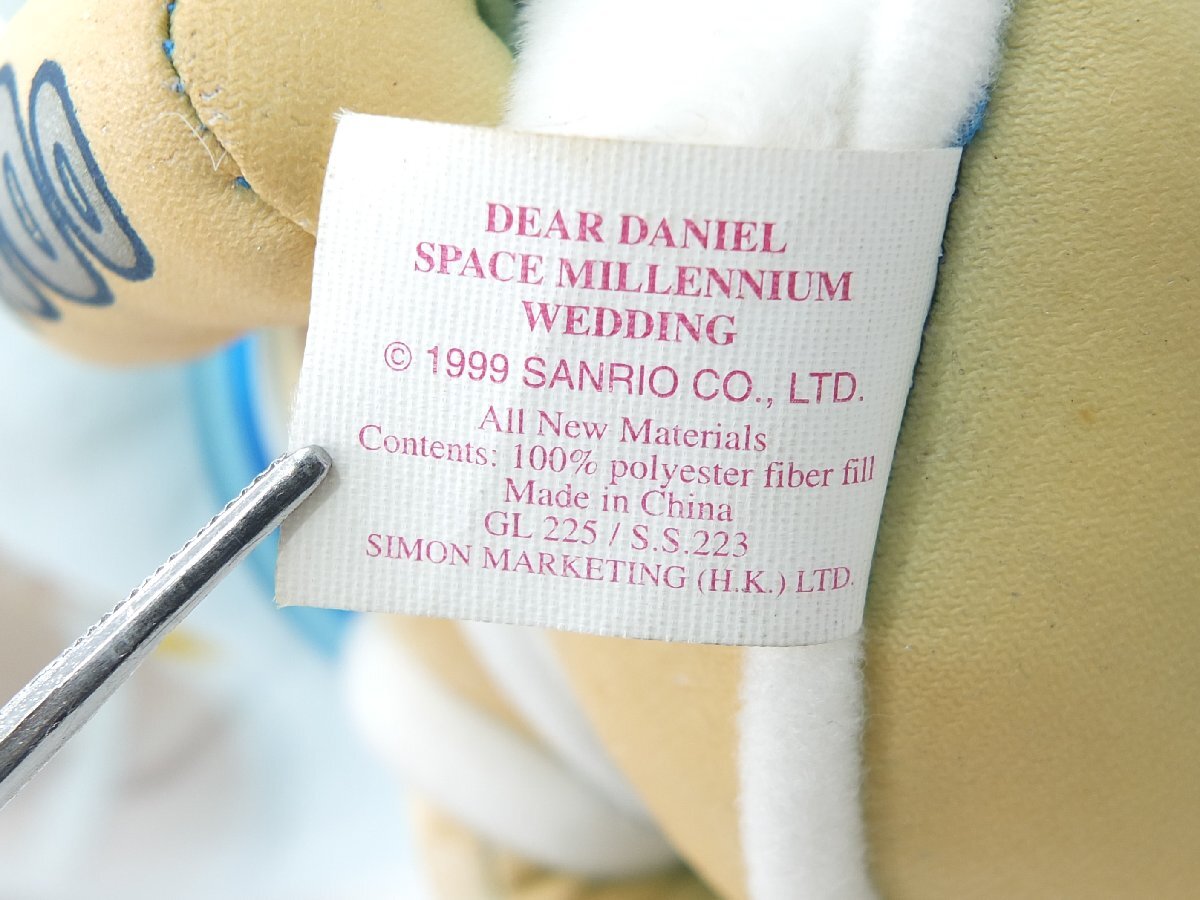 DEAR DANIEL
SPACE MILLENNIUM
WEDDING
© 1999 SANRIO CO., LTD.
All New Materials
Contents: 100% polyester fiber fill
Made in China
GL 225 / S.S.223
SIMON MARKETING (H.K.) LTD.